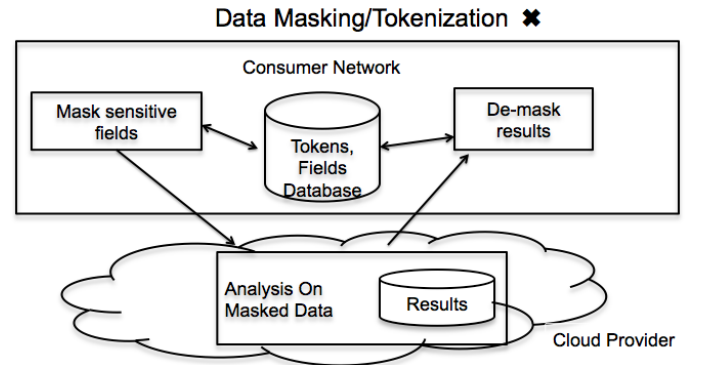 Data Masking/Tokenization ✖
Consumer Network
Mask sensitive
fields
Tokens,
Fields
Database
De-mask
results
Analysis On
Masked Data
Results
Cloud Provider